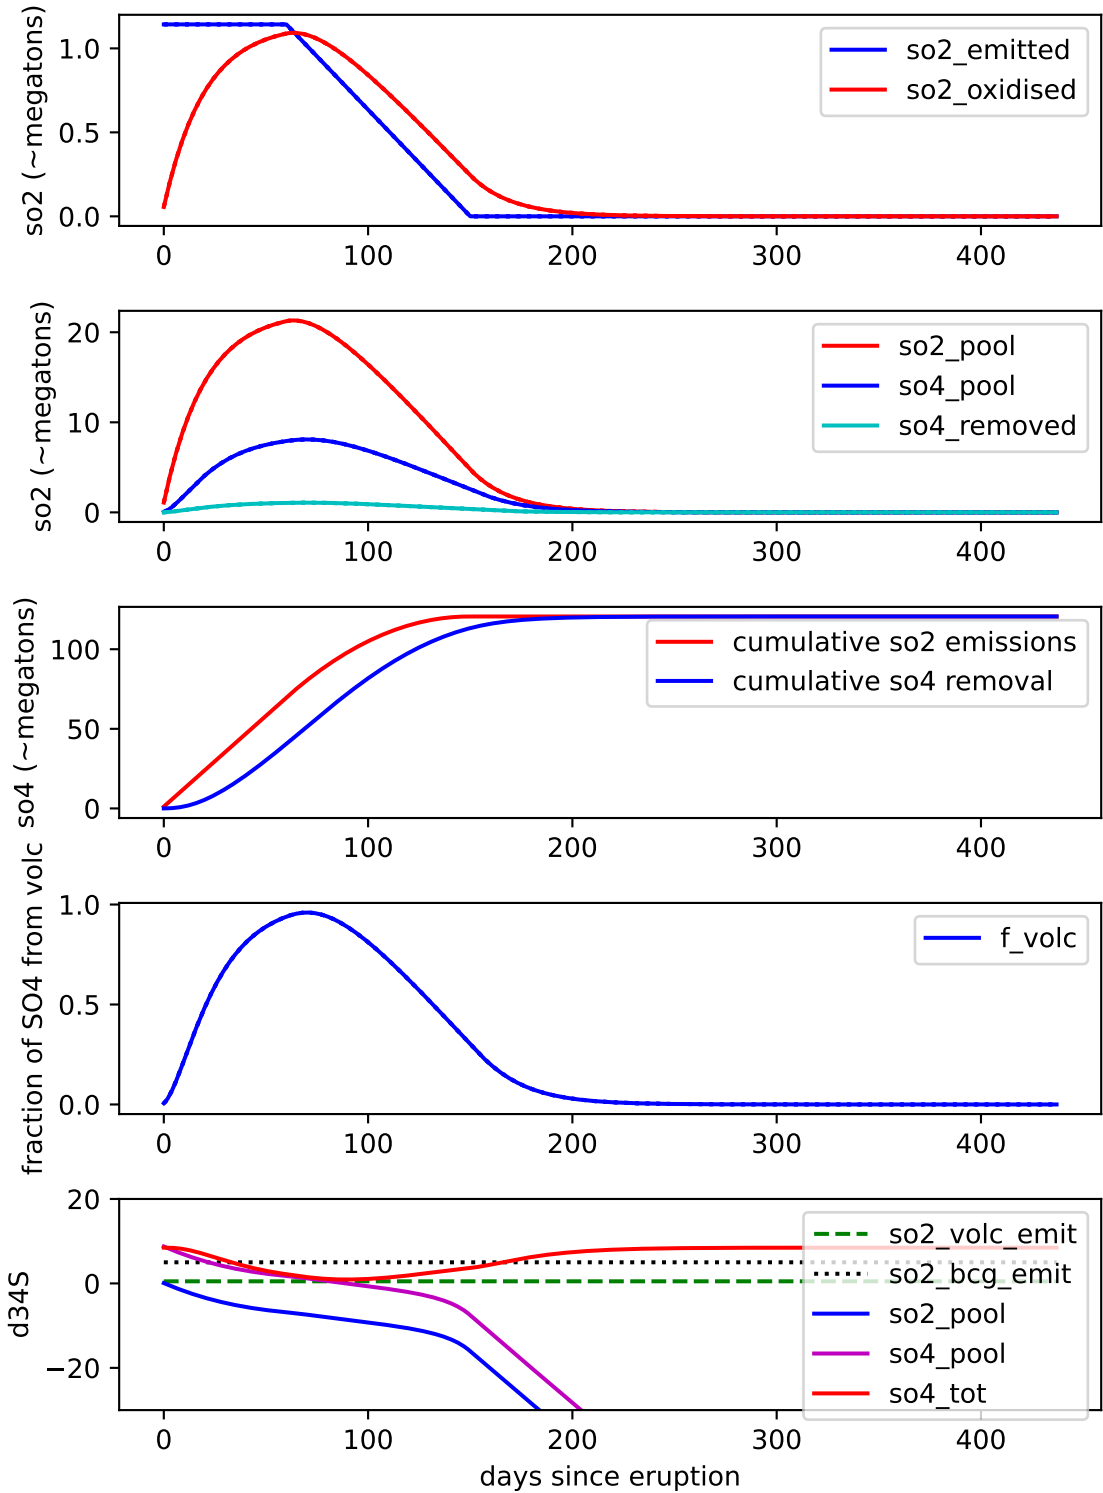 so2 (~megatons)
1.0
0.5
0.0
so2_emitted
so2_oxidised
0 100 200 300 400
so2 (~megatons)
20
10
0
so2_pool
so4_pool
so4_removed
0 100 200 300 400
so4 (~megatons)
100
50
0
cumulative so2 emissions
cumulative so4 removal
0 100 200 300 400
fraction of SO4 from volc
1.0
0.5
0.0
f_volc
0 100 200 300 400
d34S
20
0
−20
so2_volc_emit
so2_bcg_emit
so2_pool
so4_pool
so4_tot
0 100 200 300 400
days since eruption